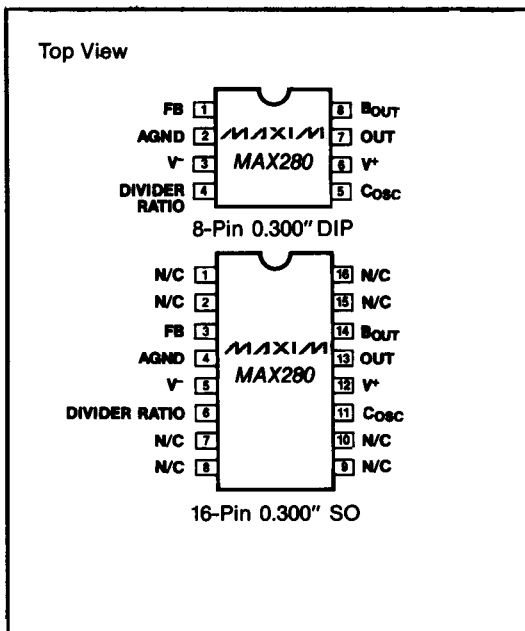 Top View
FB 1
8 BOUT
AGND 2
MAXIM
7 OUT
V- 3
MAX280
6 V+
DIVIDER RATIO 4
5 COSC
8-Pin 0.300" DIP
N/C 1
16 N/C
N/C 2
15 N/C
FB 3
14 BOUT
AGND 4
MAXIM
13 OUT
V- 5
MAX280
12 V+
DIVIDER RATIO 6
11 COSC
N/C 7
10 N/C
N/C 8
9 N/C
16-Pin 0.300" SO